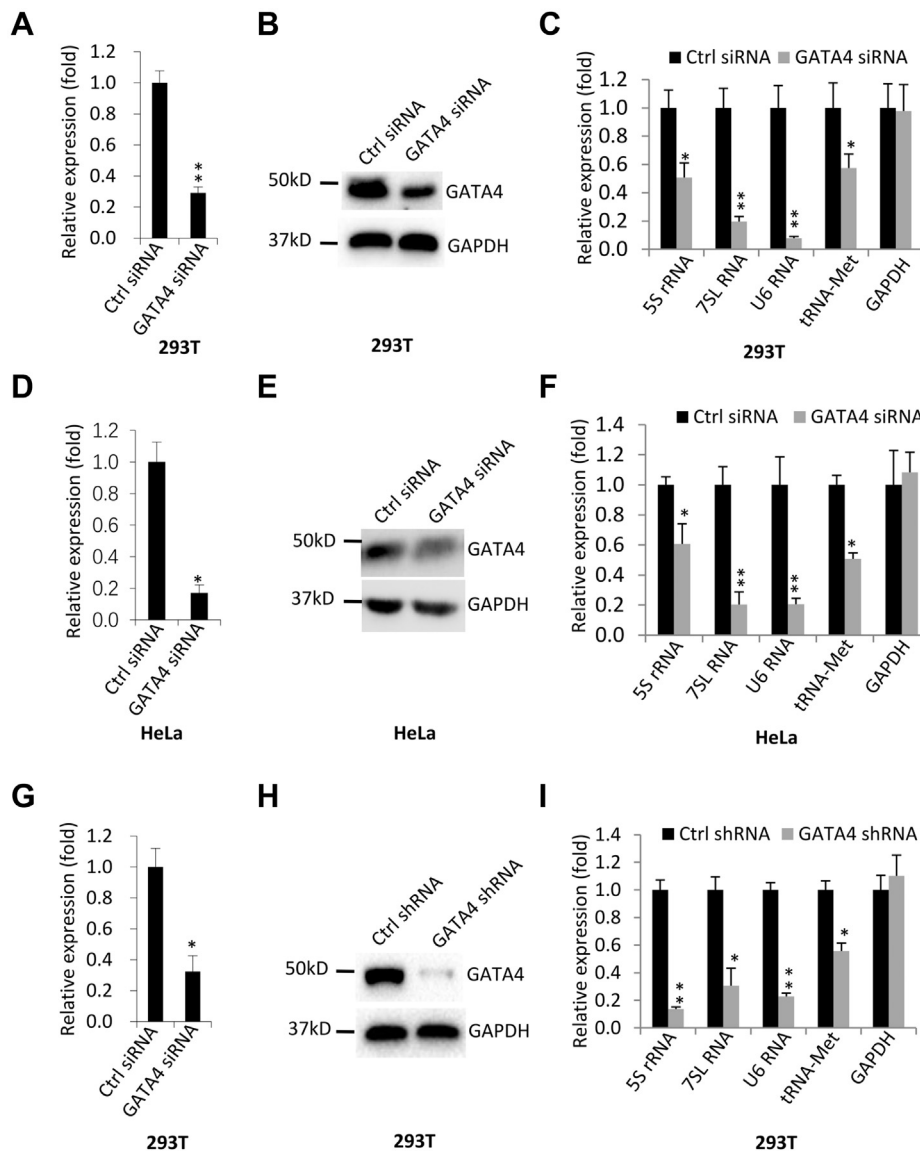 A
Relative expression (fold)
1.2
1.0
0.8
0.6
0.4
0.2
0.0
**
Ctrl siRNA
GATA4 siRNA
293T
B
Ctrl siRNA
GATA4 siRNA
50kD
GATA4
37kD
GAPDH
293T
C
Ctrl siRNA GATA4 siRNA
Relative expression (fold)
1.2
1.0
0.8
0.6
0.4
0.2
0.0
*
**
**
*
5S rRNA
7SL RNA
U6 RNA
tRNA-Met
GAPDH
293T
D
Relative expression (fold)
1.2
1.0
0.8
0.6
0.4
0.2
0.0
*
Ctrl siRNA
GATA4 siRNA
HeLa
E
Ctrl siRNA
GATA4 siRNA
50kD
GATA4
37kD
GAPDH
HeLa
F
Ctrl siRNA GATA4 siRNA
Relative expression (fold)
1.4
1.2
1.0
0.8
0.6
0.4
0.2
0.0
*
**
**
*
5S rRNA
7SL RNA
U6 RNA
tRNA-Met
GAPDH
HeLa
G
Relative expression (fold)
1.2
1.0
0.8
0.6
0.4
0.2
0.0
*
Ctrl siRNA
GATA4 siRNA
293T
H
Ctrl shRNA
GATA4 shRNA
50kD
GATA4
37kD
GAPDH
293T
I
Ctrl shRNA GATA4 shRNA
Relative expression (fold)
1.4
1.2
1.0
0.8
0.6
0.4
0.2
0.0
**
*
**
*
5S rRNA
7SL RNA
U6 RNA
tRNA-Met
GAPDH
293T